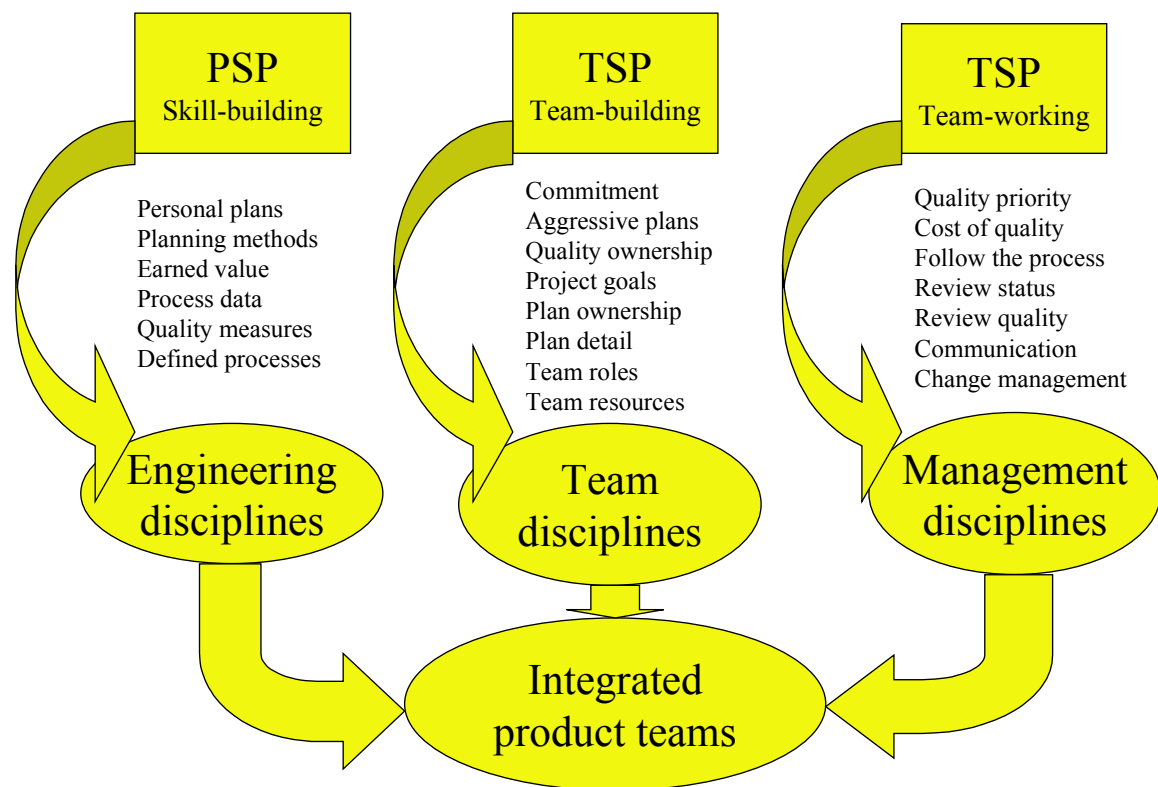 PSP
Skill-building
Personal plans
Planning methods
Earned value
Process data
Quality measures
Defined processes
Engineering
disciplines
TSP
Team-building
Commitment
Aggressive plans
Quality ownership
Project goals
Plan ownership
Plan detail
Team roles
Team resources
Team
disciplines
TSP
Team-working
Quality priority
Cost of quality
Follow the process
Review status
Review quality
Communication
Change management
Management
disciplines
Integrated
product teams